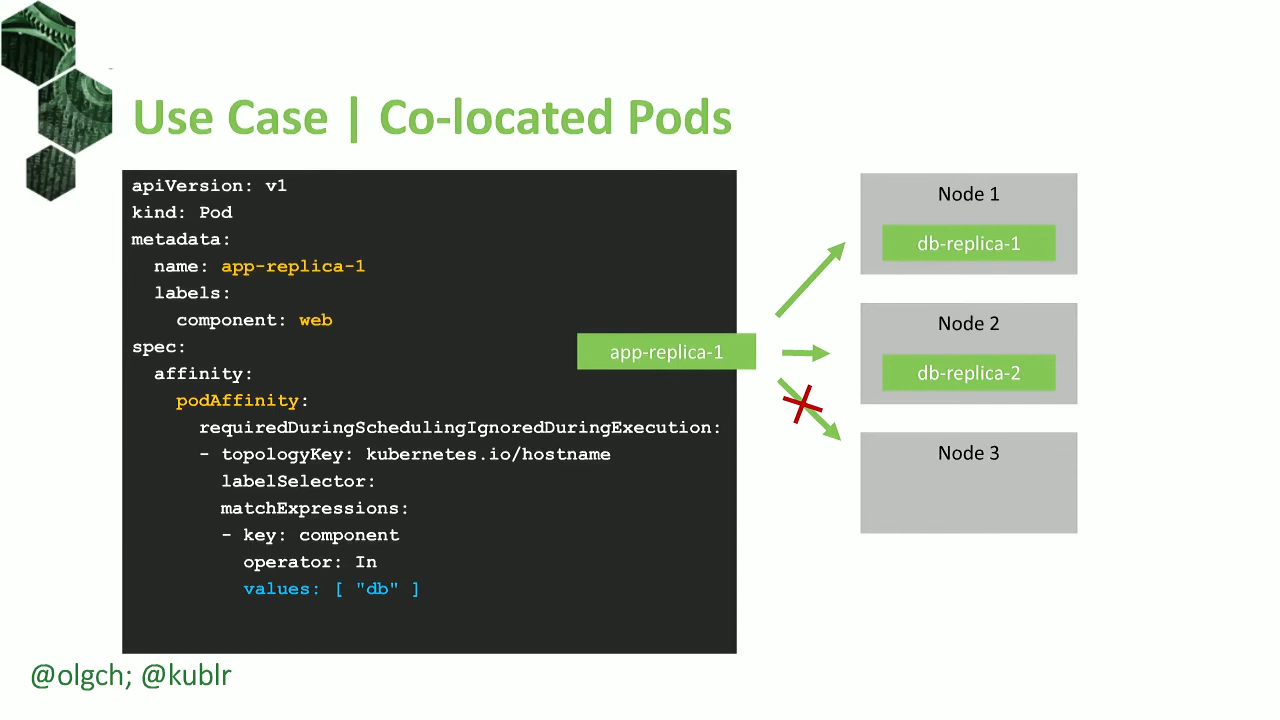 Use Case | Co-located Pods
apiVersion: v1
kind: Pod
metadata:
  name: app-replica-1
  labels:
    component: web
spec:
  affinity:
    podAffinity:
      requiredDuringSchedulingIgnoredDuringExecution:
      - topologyKey: kubernetes.io/hostname
        labelSelector:
        matchExpressions:
        - key: component
          operator: In
          values: [ "db" ]
app-replica-1
Node 1
db-replica-1
Node 2
db-replica-2
Node 3
@olgch; @kublr